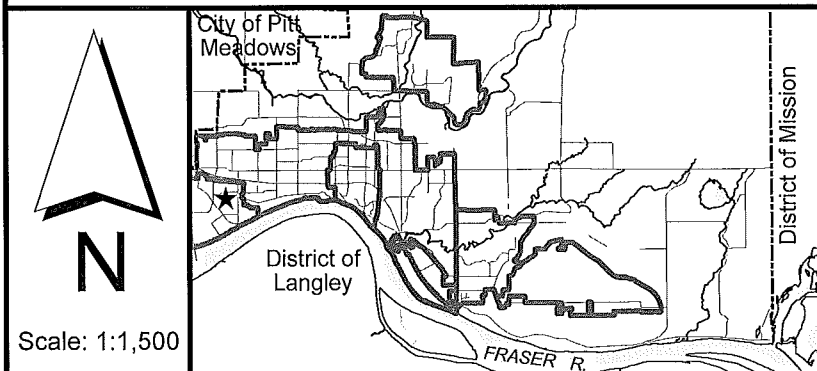 City of Pitt
Meadows
District of Mission
District of
Langley
FRASER R.
N
Scale: 1:1,500